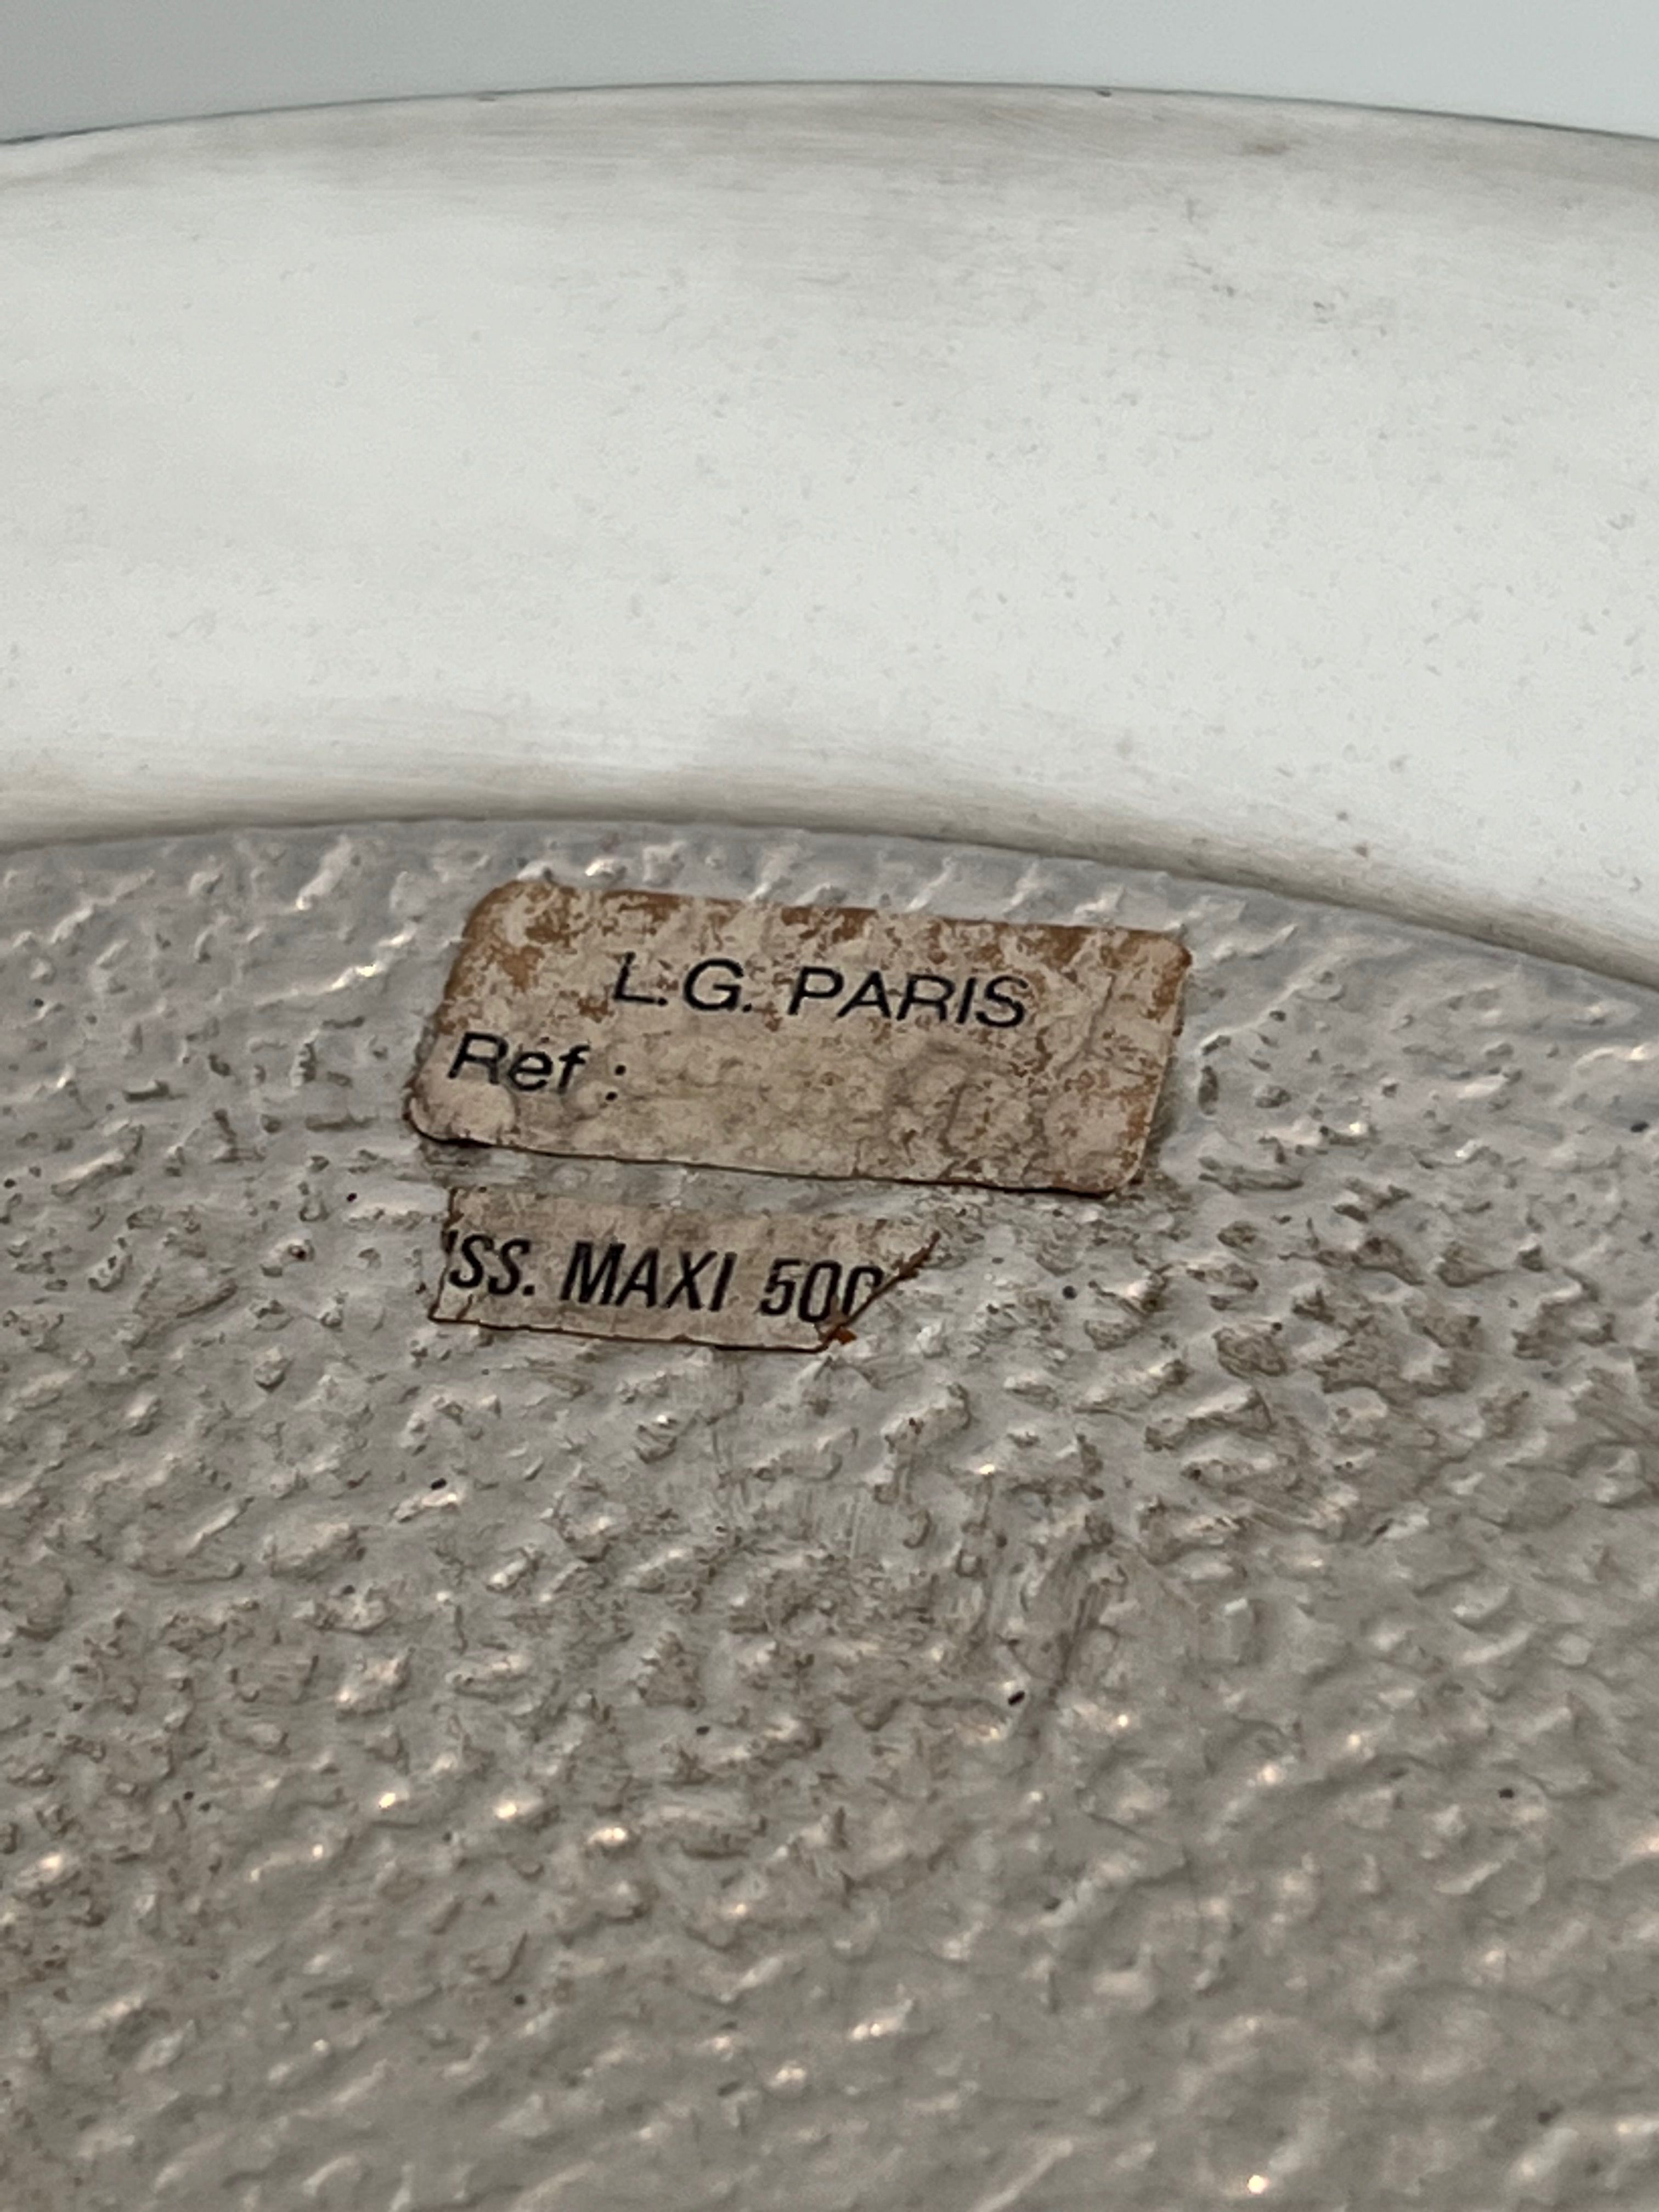 L.G. PARIS
Ref :
SS. MAXI 500